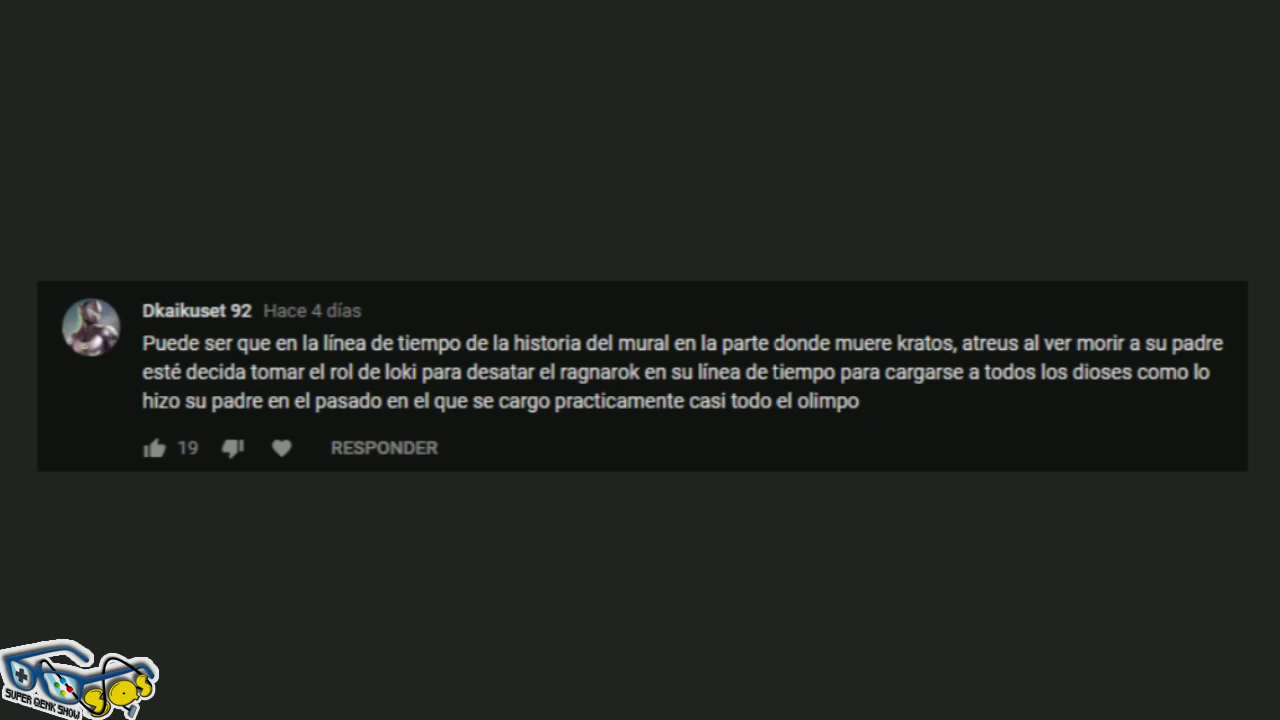 Dkaikuset 92 Hace 4 días
Puede ser que en la línea de tiempo de la historia del mural en la parte donde muere kratos, atreus al ver morir a su padre
esté decida tomar el rol de loki para desatar el ragnarok en su línea de tiempo para cargarse a todos los dioses como lo
hizo su padre en el pasado en el que se cargo practicamente casi todo el olimpo
19 RESPONDER
SUPER QENK SHOW